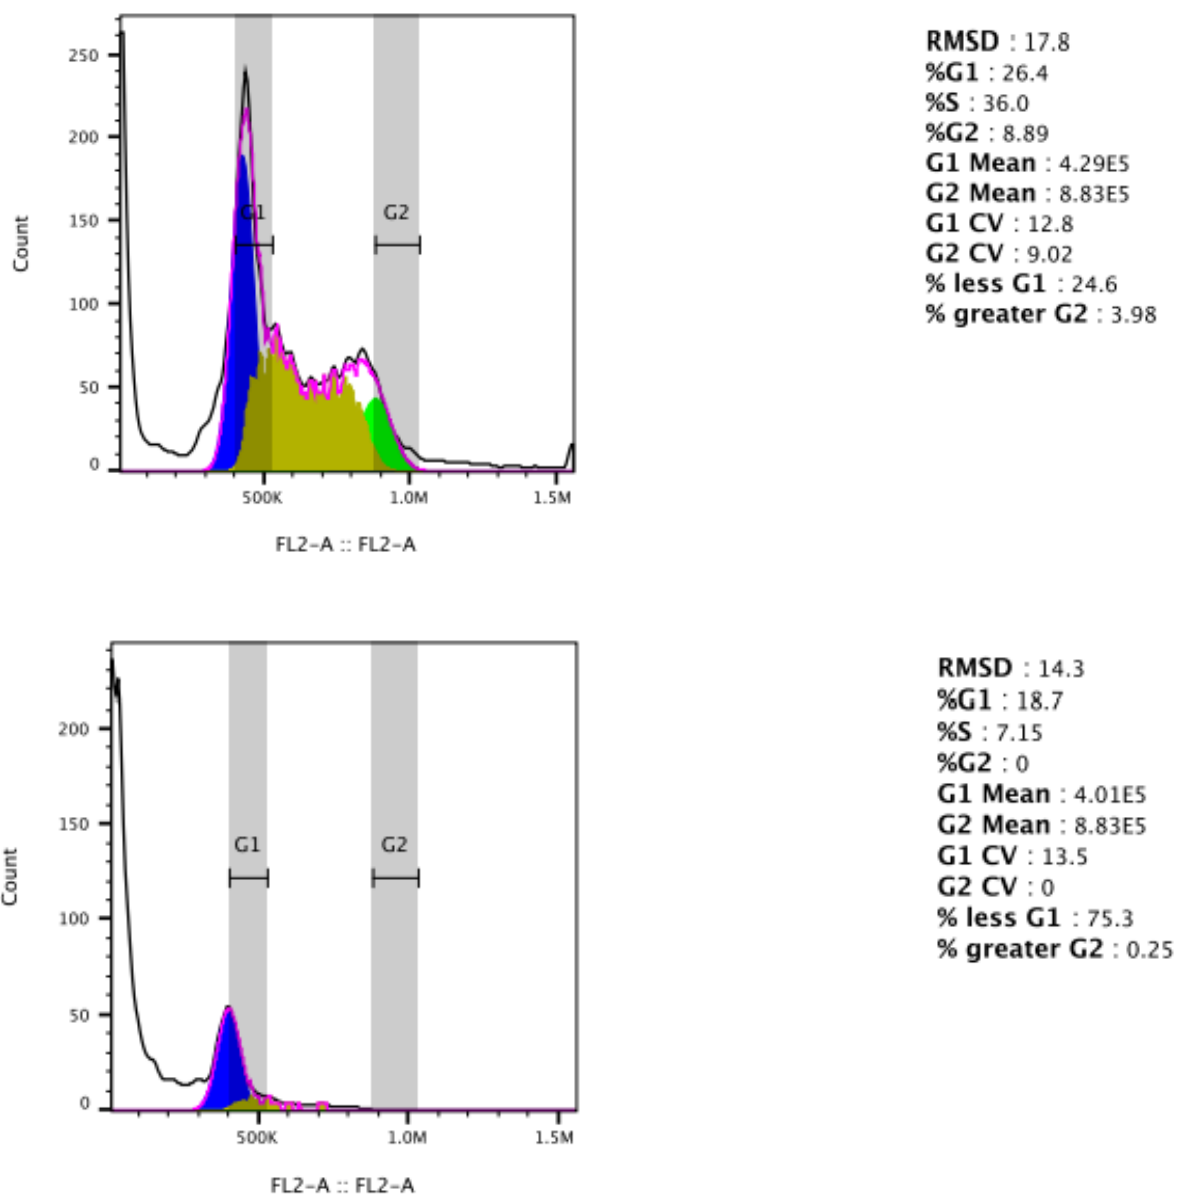 250
200
150
100
50
0
Count
G1
G2
500K
1.0M
1.5M
FL2-A :: FL2-A
RMSD : 17.8
%G1 : 26.4
%S : 36.0
%G2 : 8.89
G1 Mean : 4.29E5
G2 Mean : 8.83E5
G1 CV : 12.8
G2 CV : 9.02
% less G1 : 24.6
% greater G2 : 3.98
200
150
100
50
0
Count
G1
G2
500K
1.0M
1.5M
FL2-A :: FL2-A
RMSD : 14.3
%G1 : 18.7
%S : 7.15
%G2 : 0
G1 Mean : 4.01E5
G2 Mean : 8.83E5
G1 CV : 13.5
G2 CV : 0
% less G1 : 75.3
% greater G2 : 0.25